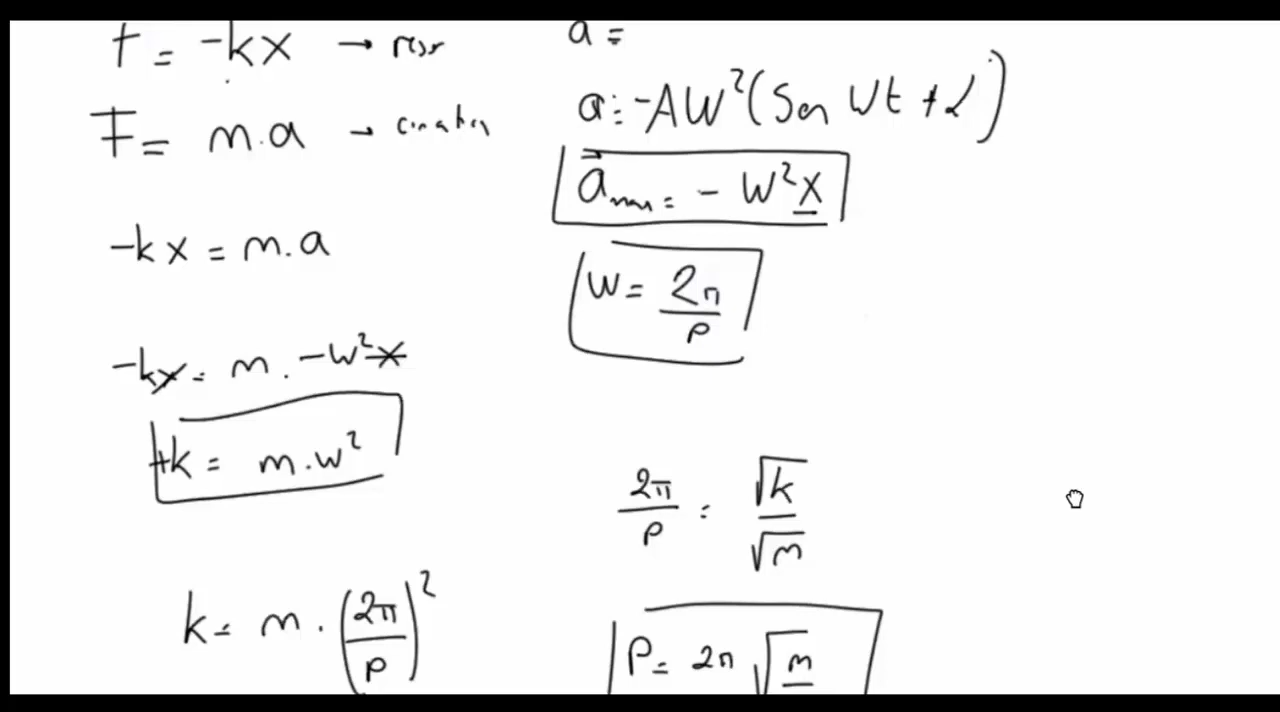 F = -kx →
F = m.a →
-kx = m.a
-kx = m. -w²x
+k = m.w²
k = m. (2π/P)²
a =
a = -Aw²(Sen wt + α)
a⃗ = - w²x
w = 2π/P
2π/P = √k/√m
P = 2π √m